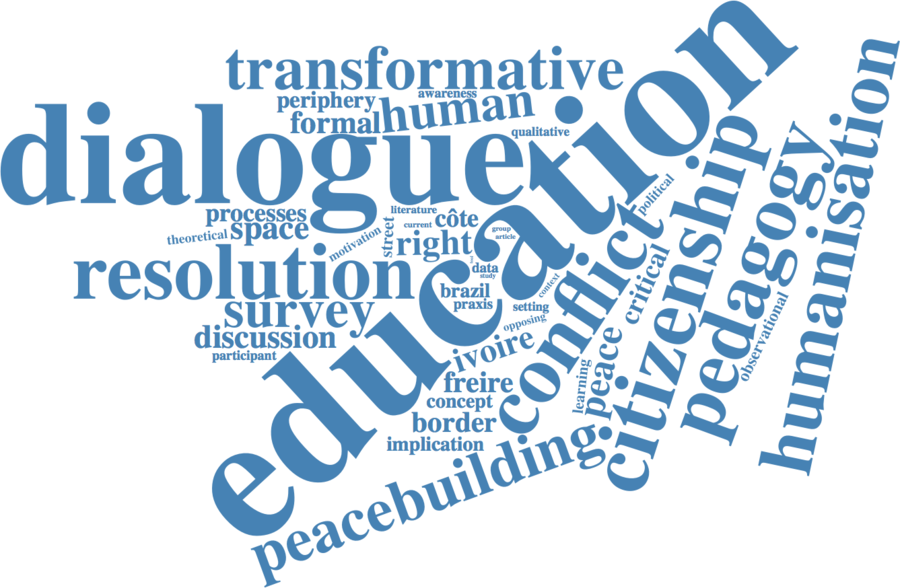 transformative
awareness
periphery
human
formal
qualitative
dialogue
education
political
processes
literature
côte
space
current
street
group
theoretical
motivation
right
article
resolution
data
study
context
brazil
praxis
setting
survey
conflict
critical
citizenship
pedagogy
humanisation
observational
opposing
discussion
ivoire
participant
peace
learning
freire
concept
border
implication
peacebuilding